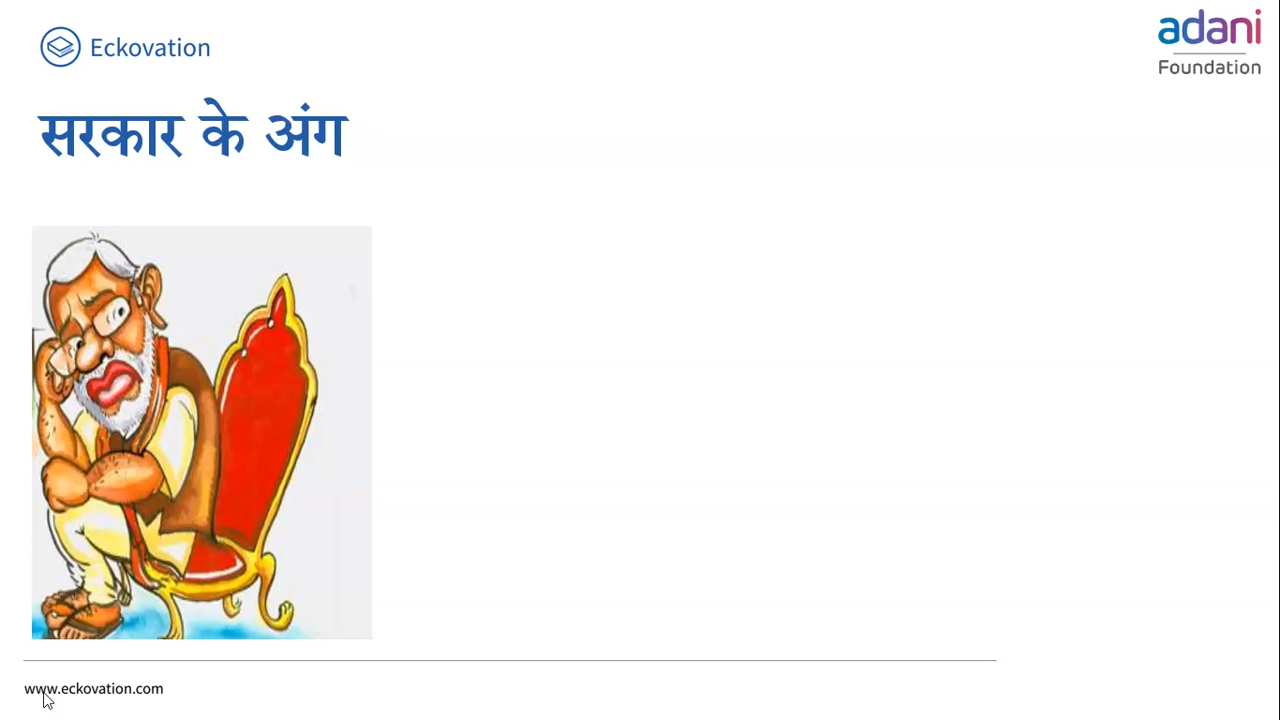 Eckovation
adani
Foundation
सरकार के अंग
www.eckovation.com